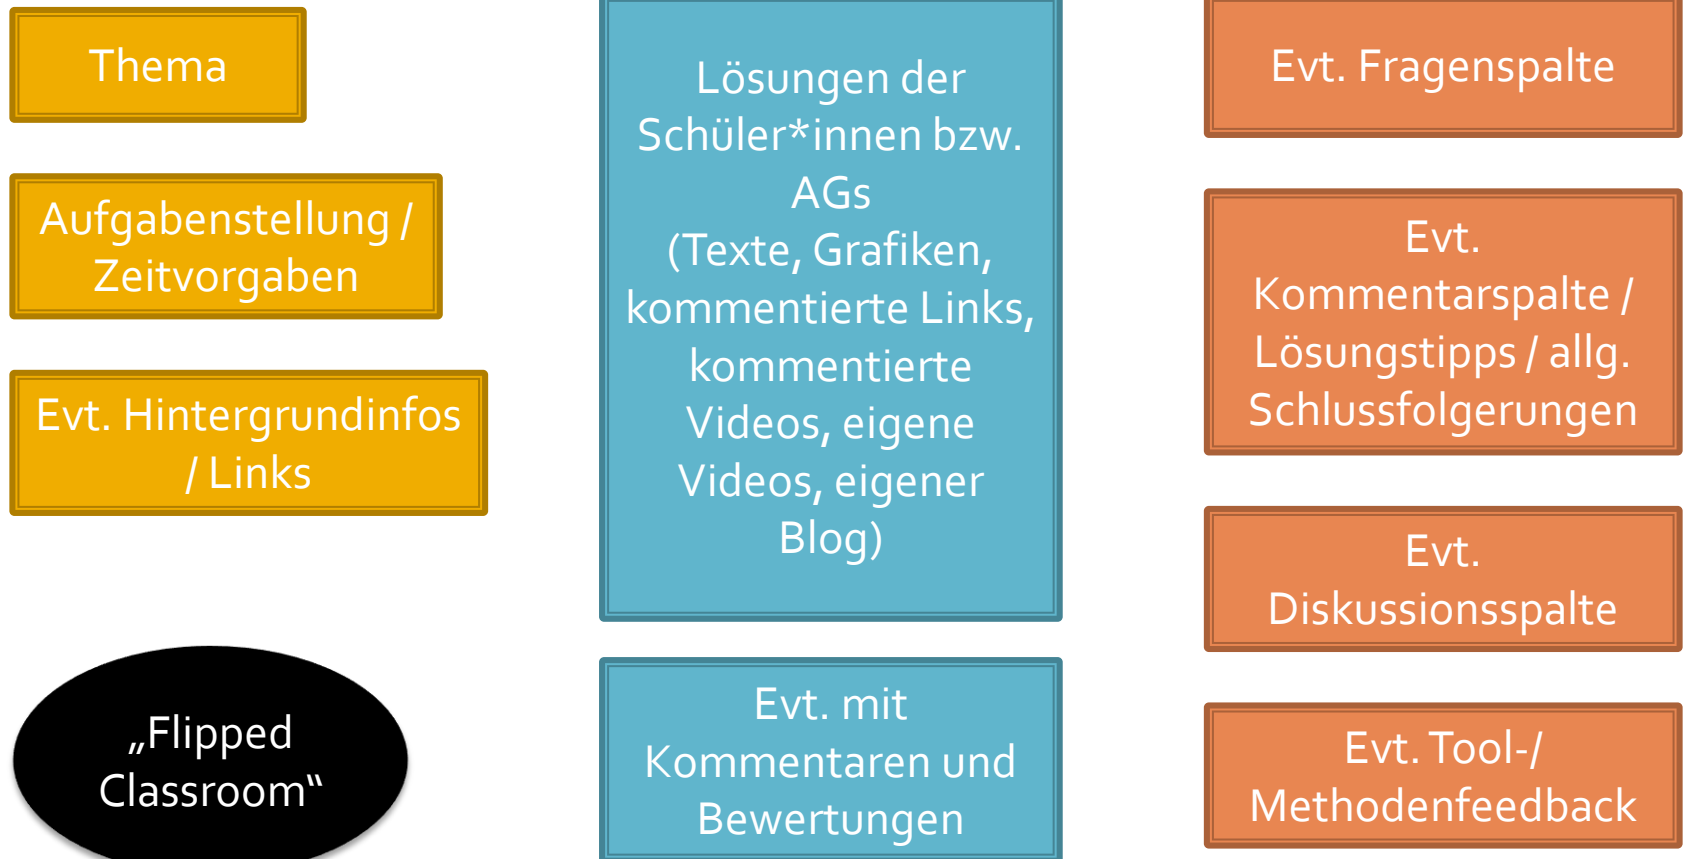 Thema
Aufgabenstellung /
Zeitvorgaben
Evt. Hintergrundinfos
/ Links
„Flipped
Classroom“
Lösungen der
Schüler*innen bzw.
AGs
(Texte, Grafiken,
kommentierte Links,
kommentierte
Videos, eigene
Videos, eigener
Blog)
Evt. mit
Kommentaren und
Bewertungen
Evt. Fragenspalte
Evt.
Kommentarspalte /
Lösungstipps / allg.
Schlussfolgerungen
Evt.
Diskussionsspalte
Evt. Tool-/
Methodenfeedback